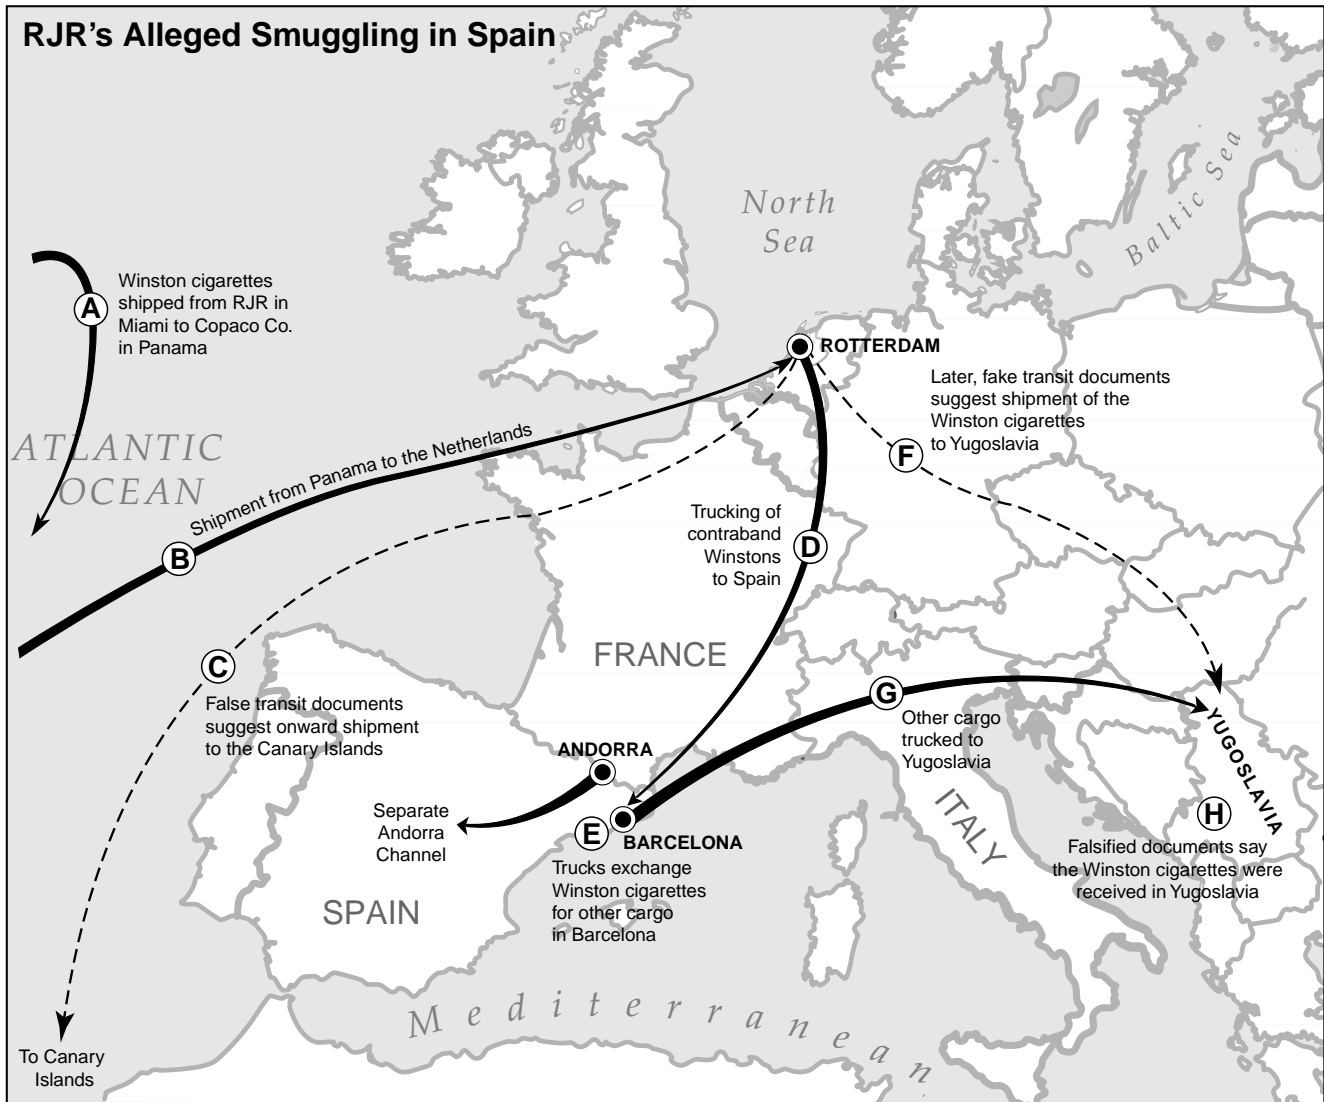 RJR's Alleged Smuggling in Spain
North
Sea
Baltic Sea
A
Winston cigarettes
shipped from RJR in
Miami to Copaco Co.
in Panama
ROTTERDAM
Later, fake transit documents
suggest shipment of the
Winston cigarettes
to Yugoslavia
F
ATLANTIC
OCEAN
Shipment from Panama to the Netherlands
B
Trucking of
contraband
Winstons
to Spain
D
FRANCE
C
False transit documents
suggest onward shipment
to the Canary Islands
G
Other cargo
trucked to
Yugoslavia
YUGOSLAVIA
ANDORRA
Separate
Andorra
Channel
E
BARCELONA
Trucks exchange
Winston cigarettes
for other cargo
in Barcelona
ITALY
H
Falsified documents say
the Winston cigarettes were
received in Yugoslavia
SPAIN
Mediterranean
To Canary
Islands